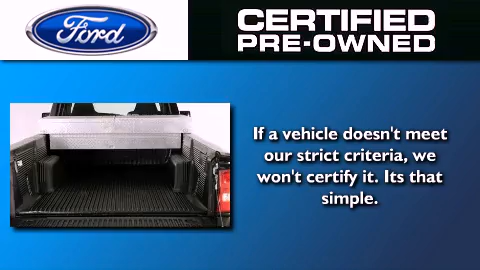 Ford
CERTIFIED
PRE-OWNED
If a vehicle doesn't meet
our strict criteria, we
won't certify it. Its that
simple.